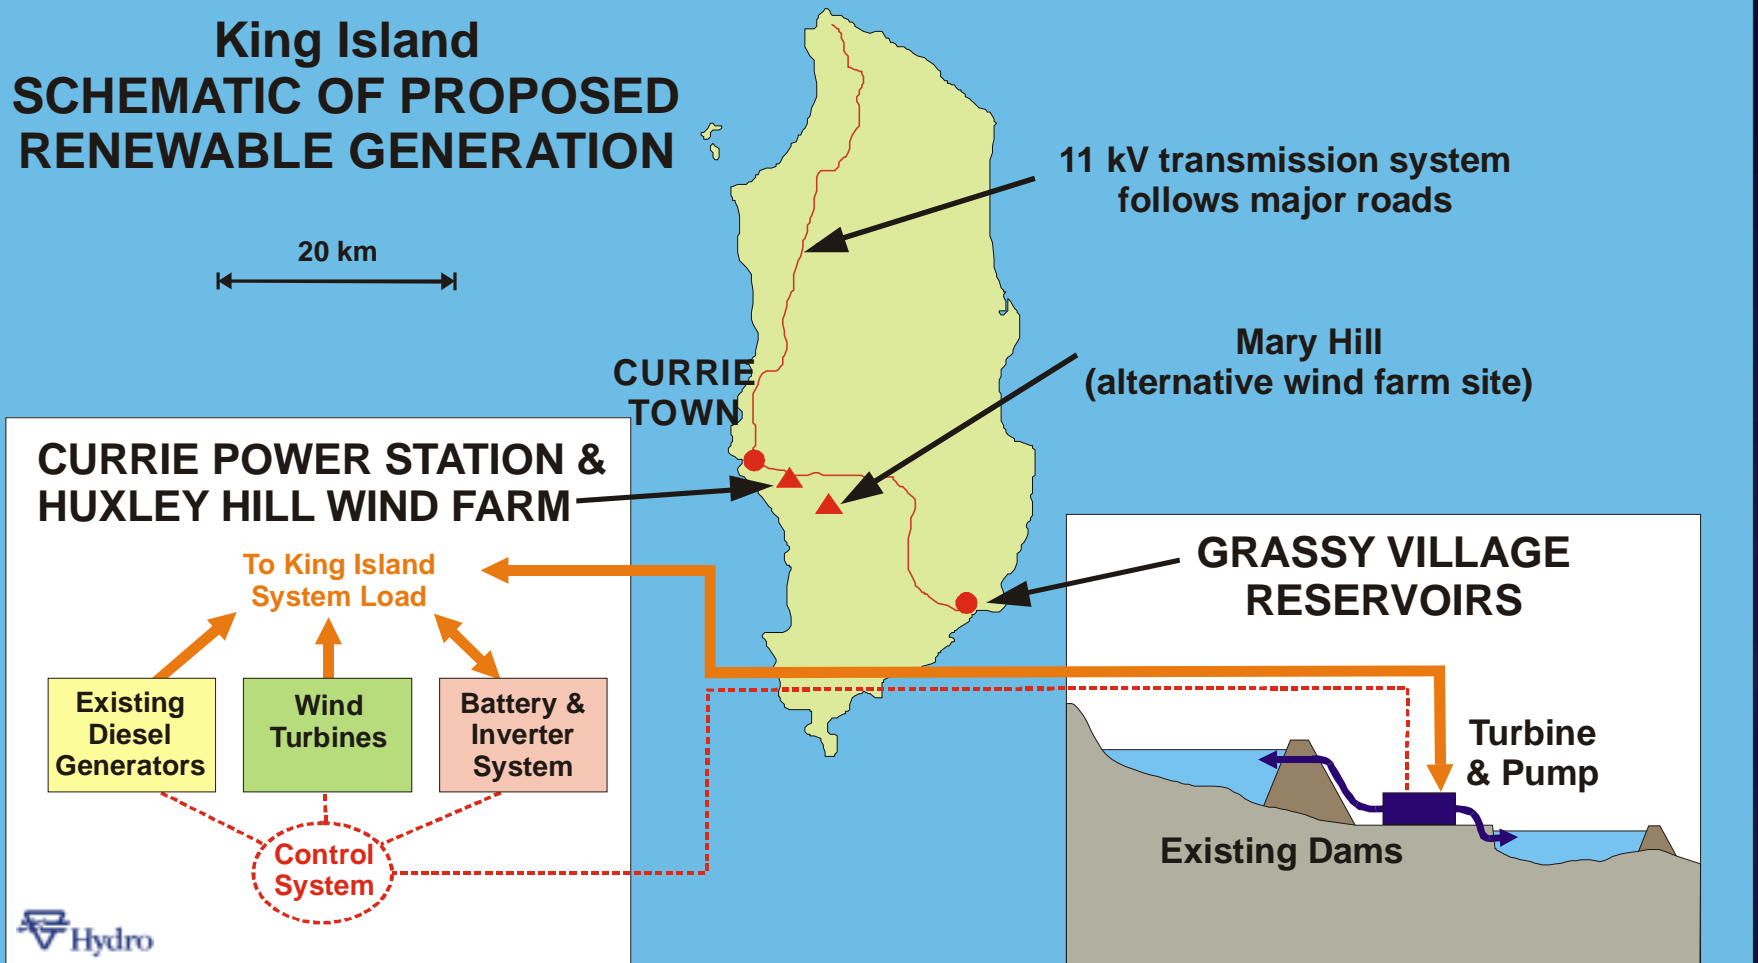 King Island
SCHEMATIC OF PROPOSED
RENEWABLE GENERATION
20 km
11 kV transmission system
follows major roads
Mary Hill
(alternative wind farm site)
CURRIE
TOWN
CURRIE POWER STATION &
HUXLEY HILL WIND FARM
To King Island
System Load
Existing
Diesel
Generators
Wind
Turbines
Battery &
Inverter
System
Control
System
Hydro
GRASSY VILLAGE
RESERVOIRS
Turbine
& Pump
Existing Dams